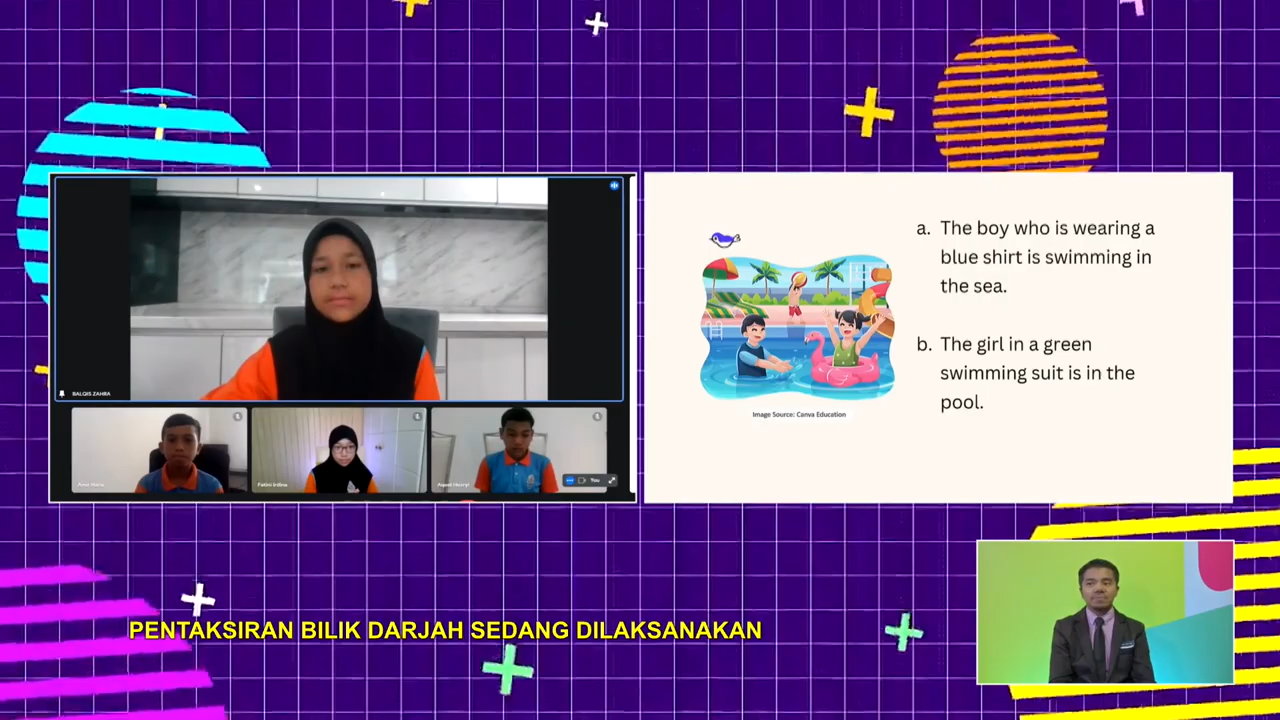 a. The boy who is wearing a
blue shirt is swimming in
the sea.
b. The girl in a green
swimming suit is in the
pool.
Image Source: Canva Education
BALQIS ZAHRA
You
PENTAKSIRAN BILIK DARJAH SEDANG DILAKSANAKAN